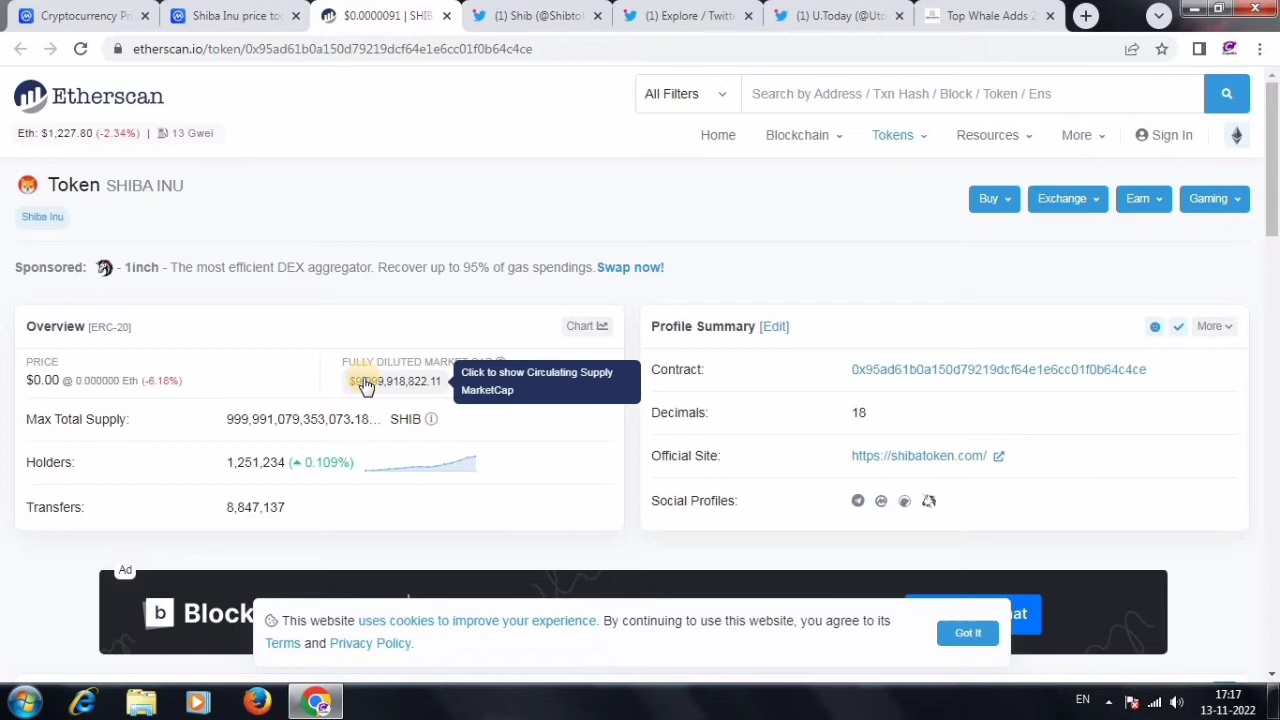 Cryptocurrency Pri
Shiba Inu price to
$0.0000091 | SHIB
(1) Shib (@Shibto
(1) Explore / Twitt
(1) U.Today (@Uto
Top Whale Adds 2
etherscan.io/token/0x95ad61b0a150d79219dcf64e1e6cc01f0b64c4ce
Etherscan
All Filters
Search by Address / Txn Hash / Block / Token / Ens
Eth: $1,227.80 (-2.34%) | 13 Gwei
Home Blockchain Tokens Resources More Sign In
Token SHIBA INU
Buy Exchange Earn Gaming
Shiba Inu
Sponsored: - 1inch - The most efficient DEX aggregator. Recover up to 95% of gas spendings. Swap now!
Overview [ERC-20]
Chart
PRICE
$0.00 @ 0.000000 Eth (-6.18%)
FULLY DILUTED MARKET
918,822.11
Click to show Circulating Supply
MarketCap
Max Total Supply: 999,991,079,353,073.18... SHIB
Holders: 1,251,234 (0.109%)
Transfers: 8,847,137
Profile Summary [Edit]
More
Contract: 0x95ad61b0a150d79219dcf64e1e6cc01f0b64c4ce
Decimals: 18
Official Site: https://shibatoken.com/
Social Profiles:
Ad
b Block
This website uses cookies to improve your experience. By continuing to use this website, you agree to its
Terms and Privacy Policy.
Got It
EN
17:17
13-11-2022